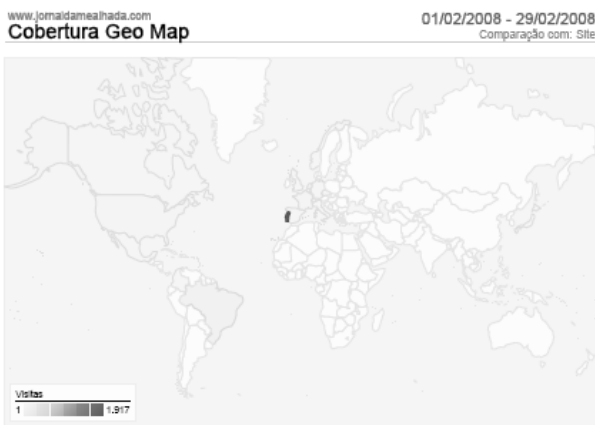 www.jornaldamealhada.com
Cobertura Geo Map
01/02/2008 - 29/02/2008
Comparação com: Site
Visitas
1 1.917